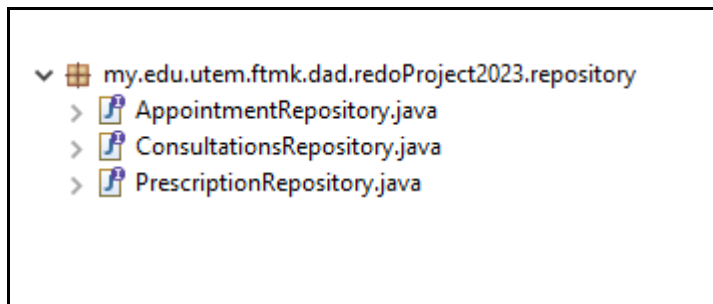 my.edu.utem.ftmk.dad.redoProject2023.repository
AppointmentRepository.java
ConsultationsRepository.java
PrescriptionRepository.java